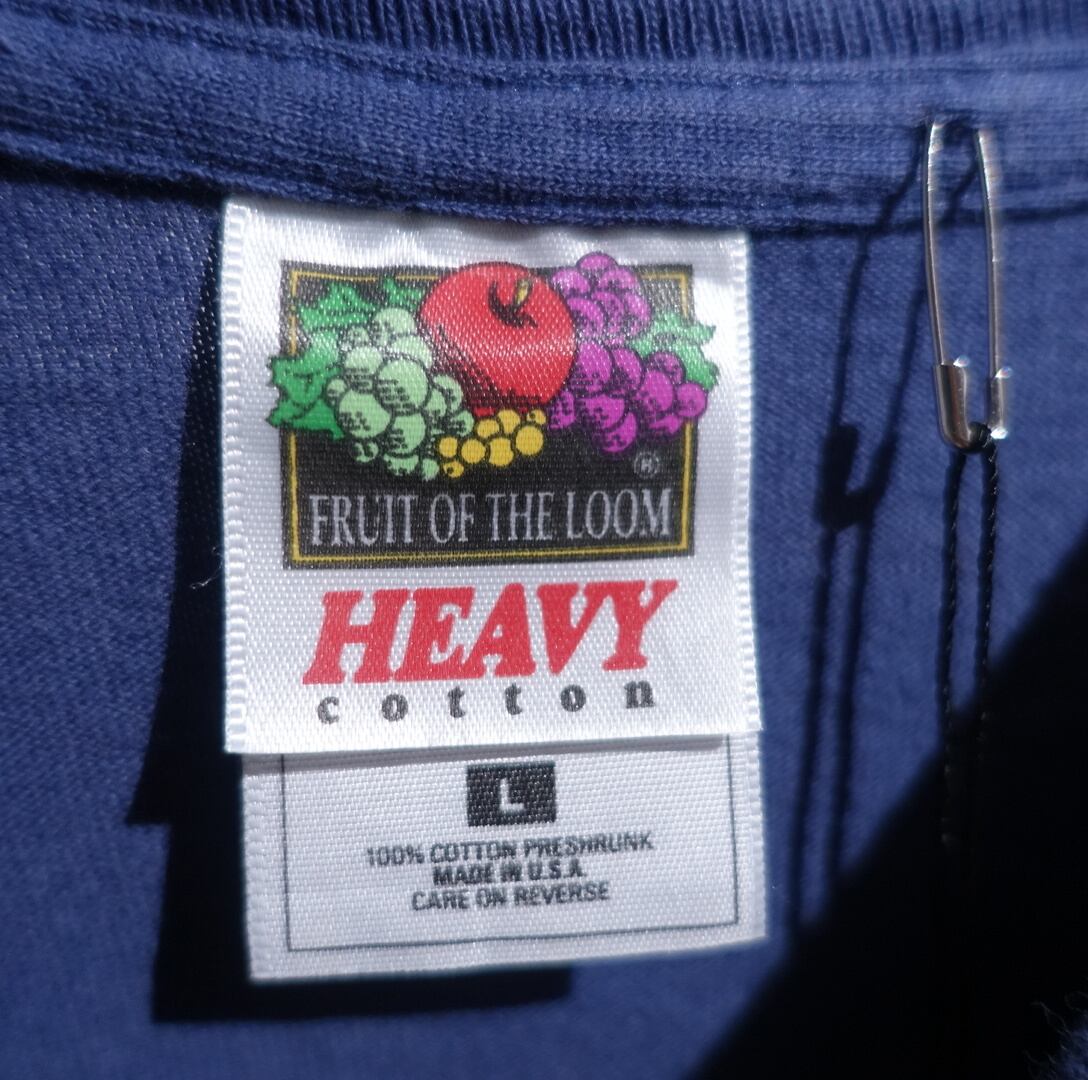 ®
FRUIT OF THE LOOM
HEAVY
cotton
L
100% COTTON PRESHRUNK
MADE IN U.S.A.
CARE ON REVERSE